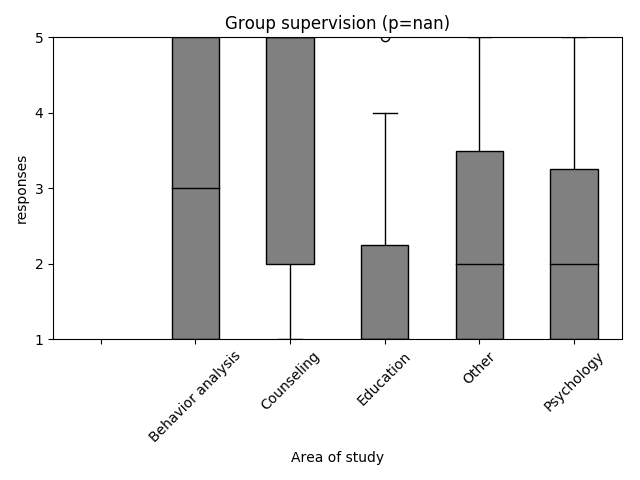 Group supervision (p=nan)
responses
5
4
3
2
1
Behavior analysis
Counseling
Education
Other
Psychology
Area of study